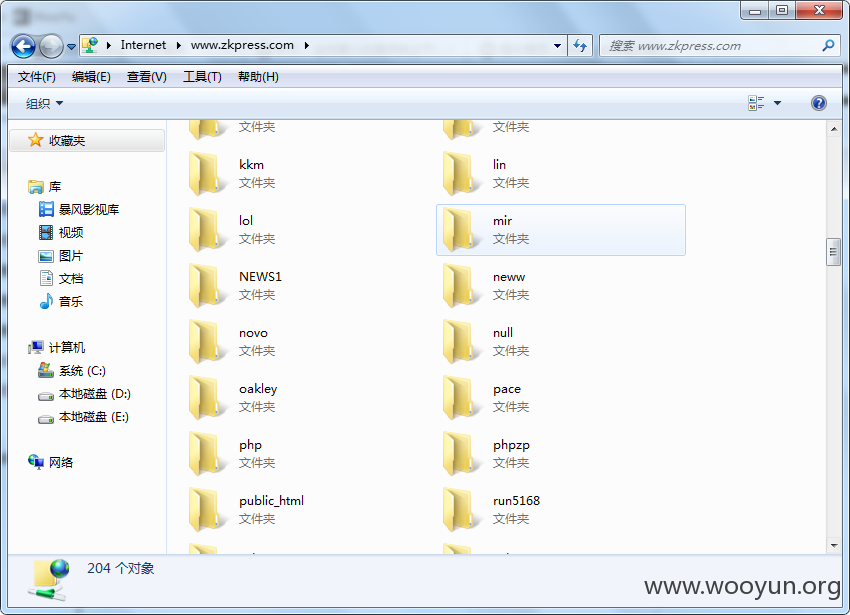 Internet www.zkpress.com
搜索 www.zkpress.com
文件(F) 编辑(E) 查看(V) 工具(T) 帮助(H)
组织
收藏夹
库
暴风影视库
视频
图片
文档
音乐
计算机
系统 (C:)
本地磁盘 (D:)
本地磁盘 (E:)
网络
文件夹 文件夹
kkm lin
文件夹 文件夹
lol mir
文件夹 文件夹
NEWS1 neww
文件夹 文件夹
novo null
文件夹 文件夹
oakley pace
文件夹 文件夹
php phpzp
文件夹 文件夹
public_html run5168
文件夹 文件夹
204 个对象
www.wooyun.org